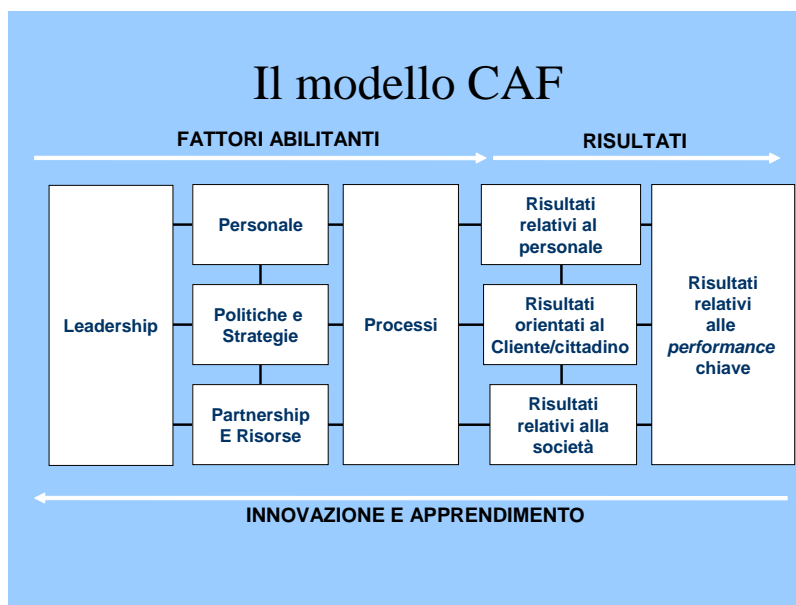 Il modello CAF
FATTORI ABILITANTI
RISULTATI
Leadership
Personale
Politiche e
Strategie
Partnership
E Risorse
Processi
Risultati
relativi al
personale
Risultati
orientati al
Cliente/cittadino
Risultati
relativi alla
società
Risultati
relativi
alle
performance
chiave
INNOVAZIONE E APPRENDIMENTO